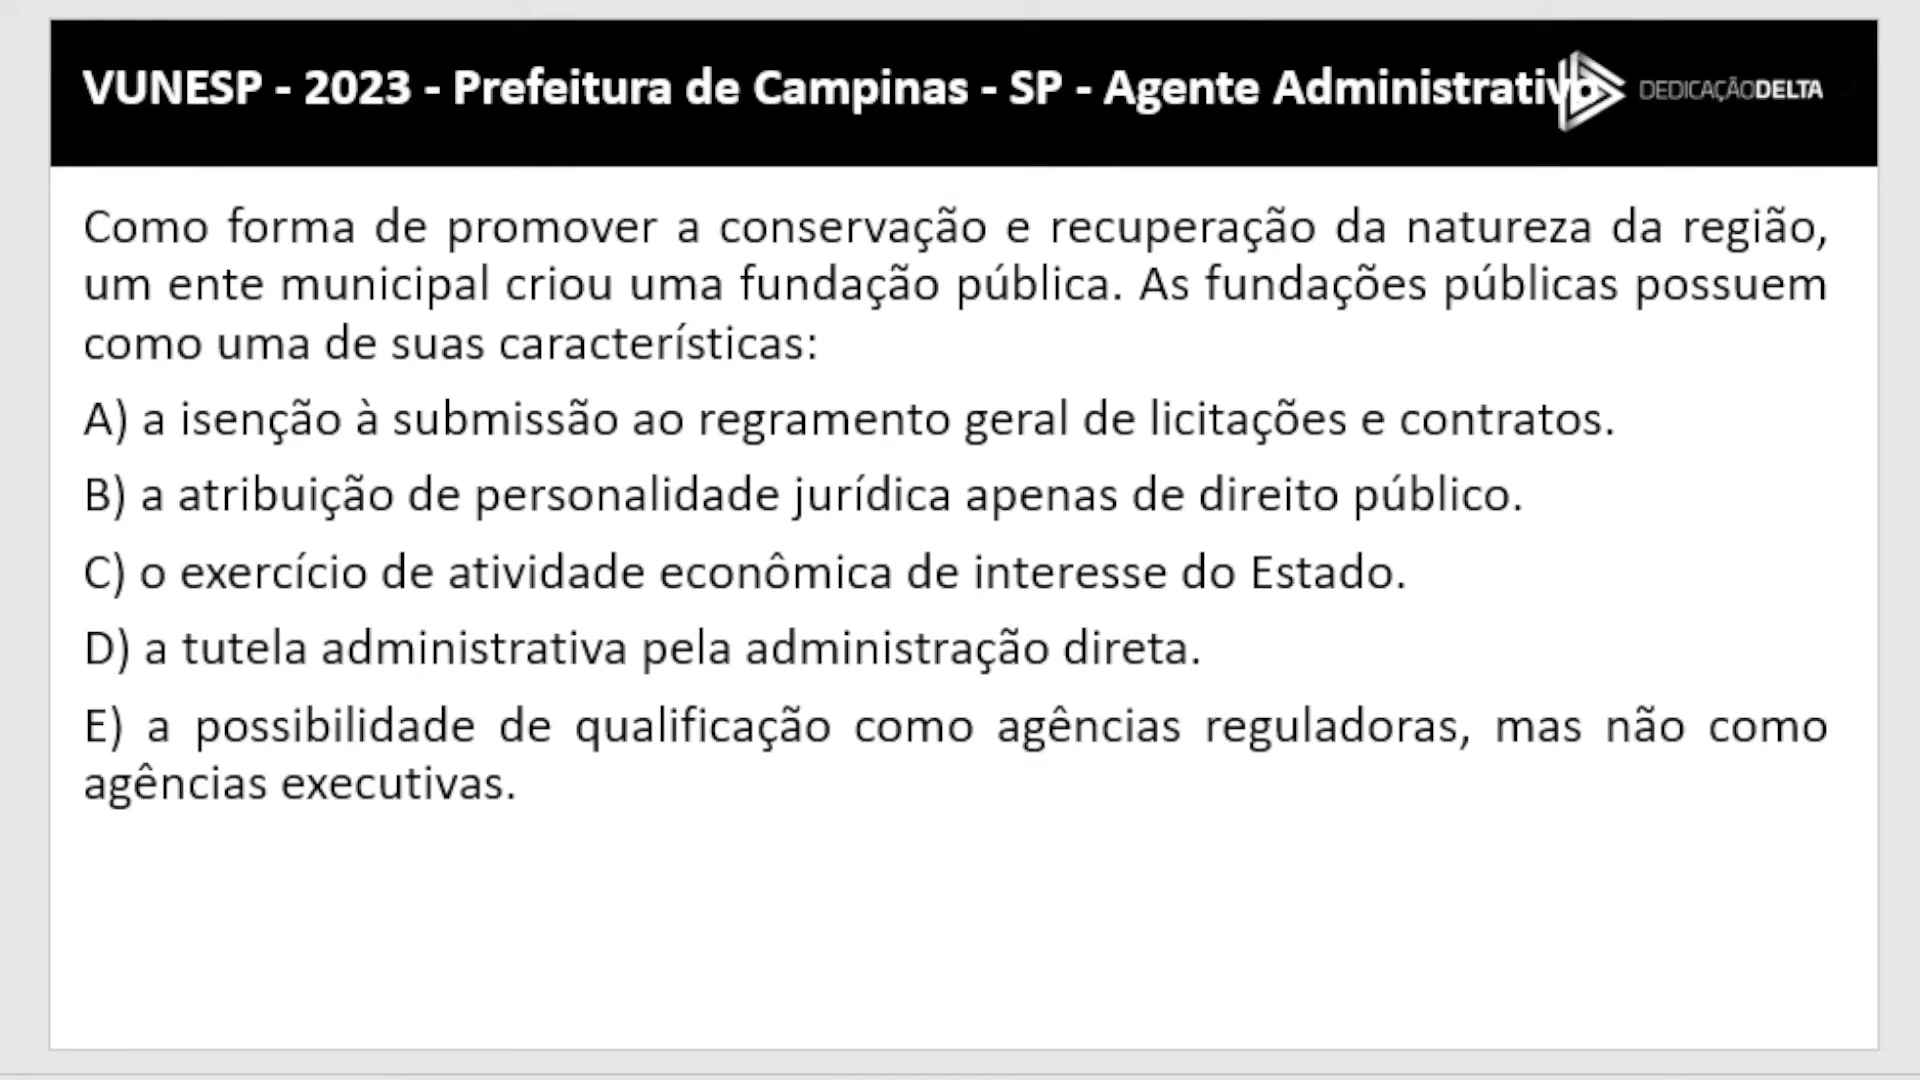 VUNESP - 2023 - Prefeitura de Campinas - SP - Agente Administrativo
DEDICAÇÃODELTA
Como forma de promover a conservação e recuperação da natureza da região,
um ente municipal criou uma fundação pública. As fundações públicas possuem
como uma de suas características:
A) a isenção à submissão ao regramento geral de licitações e contratos.
B) a atribuição de personalidade jurídica apenas de direito público.
C) o exercício de atividade econômica de interesse do Estado.
D) a tutela administrativa pela administração direta.
E) a possibilidade de qualificação como agências reguladoras, mas não como
agências executivas.